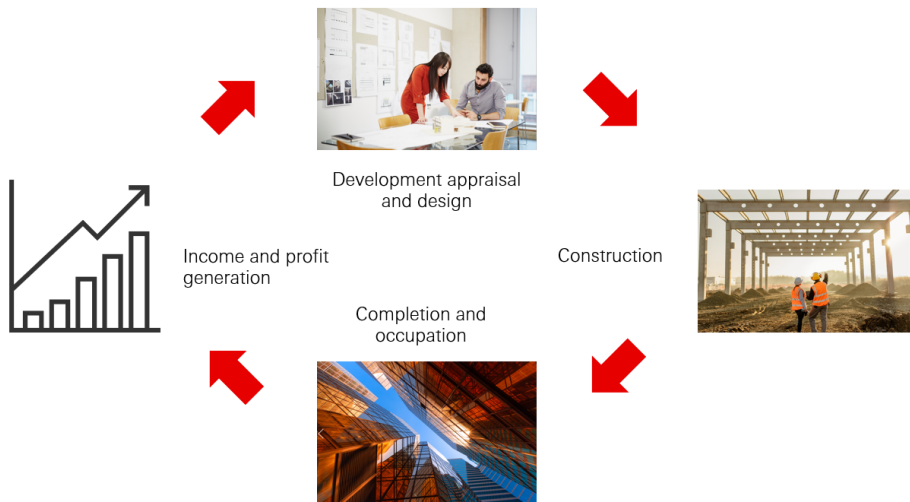 Development appraisal
and design
Income and profit
generation
Construction
Completion and
occupation